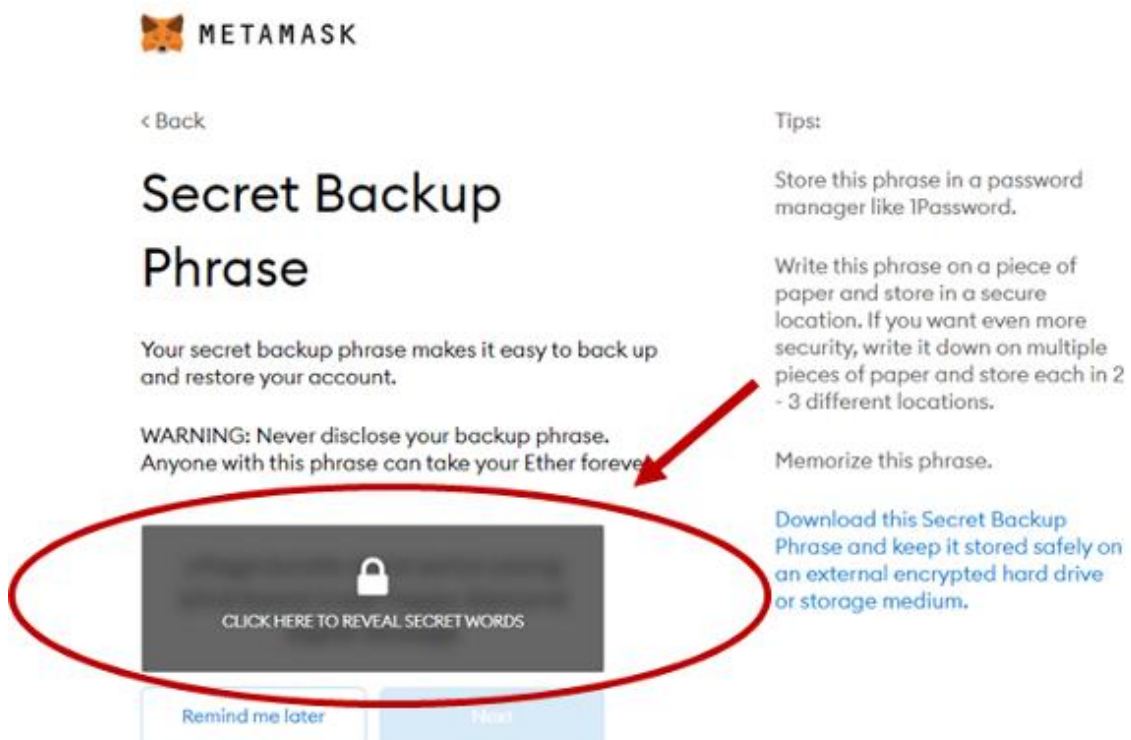 METAMASK
< Back
Secret Backup
Phrase
Your secret backup phrase makes it easy to back up
and restore your account.
WARNING: Never disclose your backup phrase.
Anyone with this phrase can take your Ether foreve
CLICK HERE TO REVEAL SECRET WORDS
Remind me later
Next
Tips:
Store this phrase in a password
manager like 1Password.
Write this phrase on a piece of
paper and store in a secure
location. If you want even more
security, write it down on multiple
pieces of paper and store each in 2
- 3 different locations.
Memorize this phrase.
Download this Secret Backup
Phrase and keep it stored safely on
an external encrypted hard drive
or storage medium.